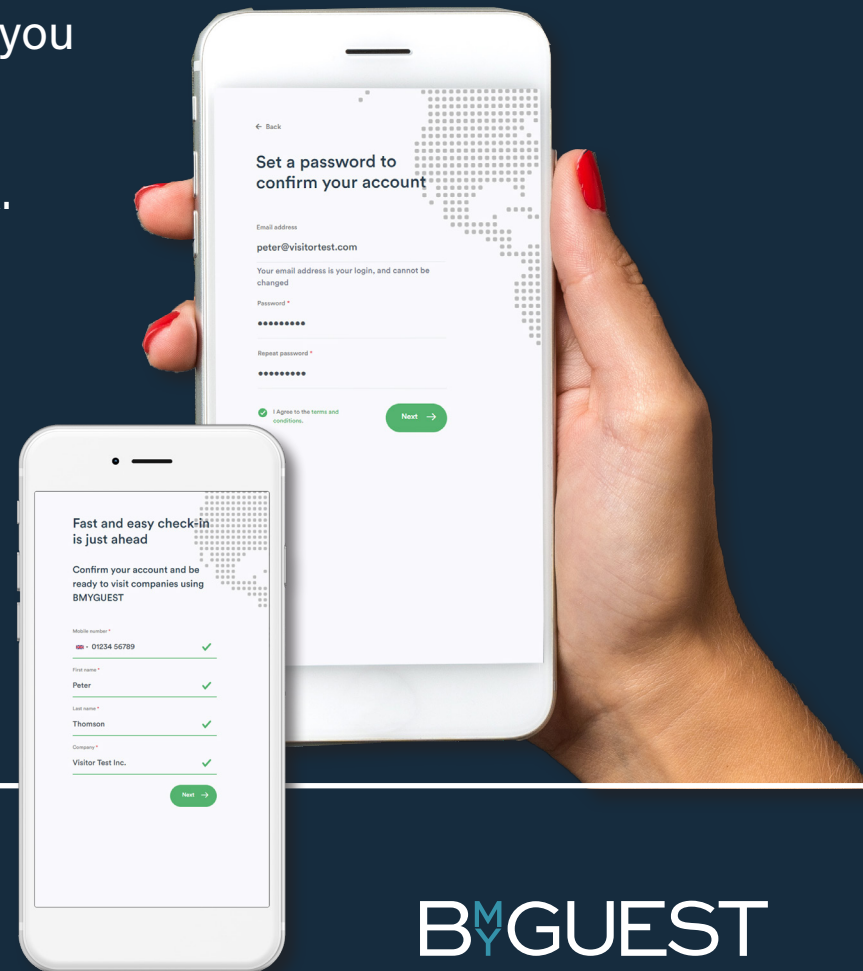 you
.
← Back
Set a password to
confirm your account
Email address
peter@visitortest.com
Your email address is your login, and cannot be
changed
Password *
•••••••••
Repeat password *
•••••••••
I Agree to the terms and
conditions.
Next →
Fast and easy check-in
is just ahead
Confirm your account and be
ready to visit companies using
BMYGUEST
Mobile number *
01234 56789
First name *
Peter
Last name *
Thomson
Company *
Visitor Test Inc.
Next →
BMYGUEST